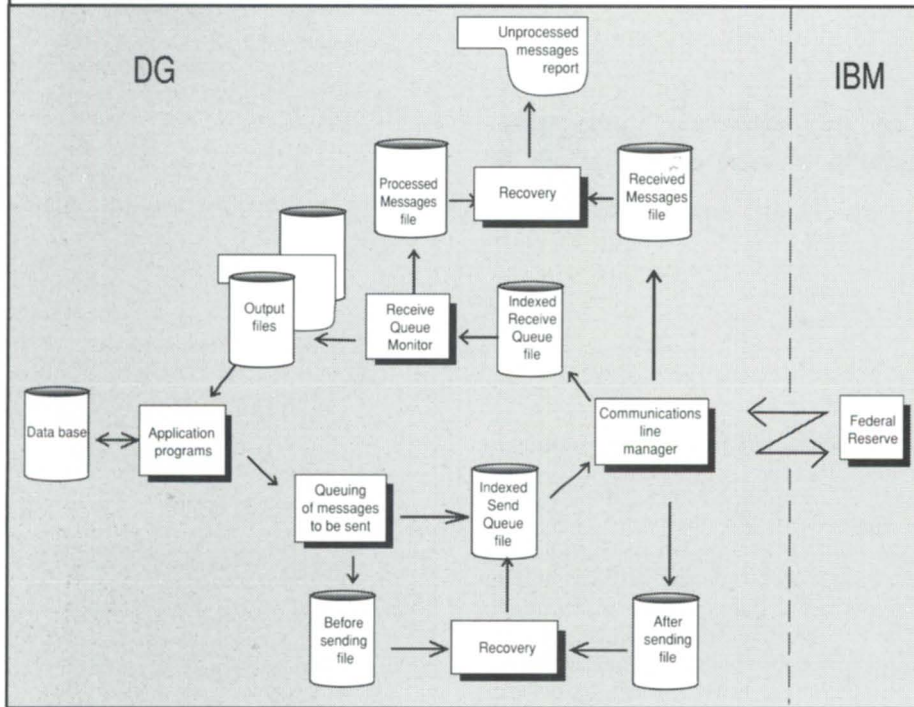 DG
IBM
Unprocessed
messages
report
Processed
Messages
file
Recovery
Received
Messages
file
Output
files
Receive
Queue
Monitor
Indexed
Receive
Queue
file
Data base
Application
programs
Communications
line
manager
Federal
Reserve
Queuing
of messages
to be sent
Indexed
Send
Queue
file
Before
sending
file
Recovery
After
sending
file